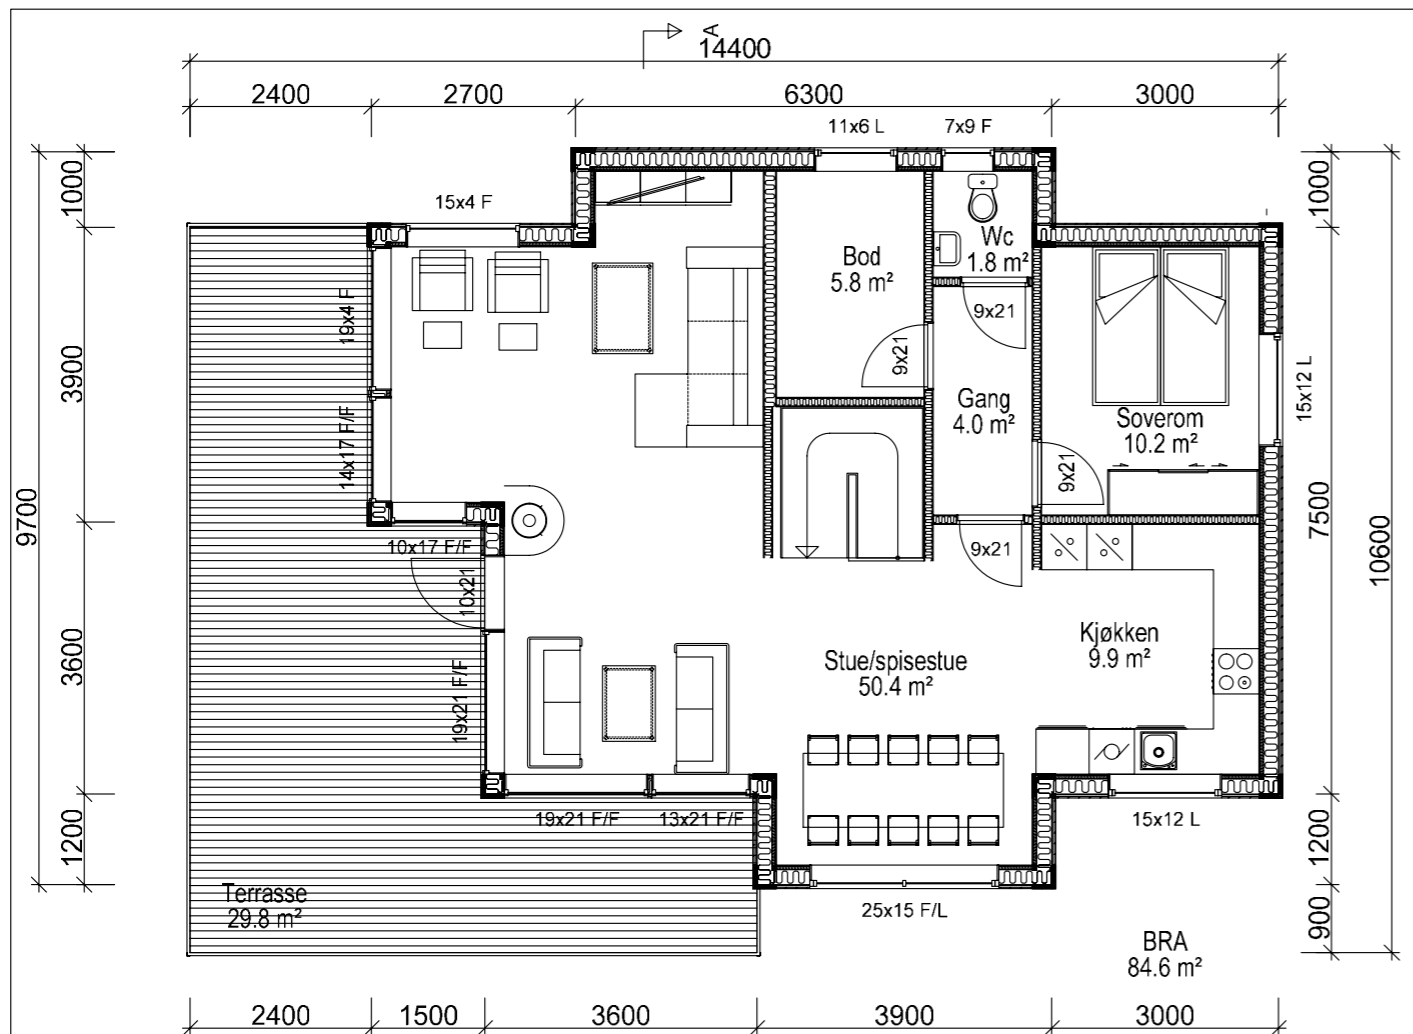 A
14400
2400 2700 6300 3000
11x6 L 7x9 F
1000
15x4 F
1000
Wc
1.8 m²
Bod
5.8 m²
19x4 F
9x21
9x21
3900
Gang
4.0 m²
15x12 L
Soverom
10.2 m²
14x17 F/F
9x21
9700
7500
10600
10x17 F/F
9x21
10x21
3600
Kjøkken
9.9 m²
Stue/spisestue
50.4 m²
19x21 F/F
19x21 F/F 13x21 F/F
15x12 L
1200
1200
Terrasse
29.8 m²
25x15 F/L
900
BRA
84.6 m²
2400 1500 3600 3900 3000